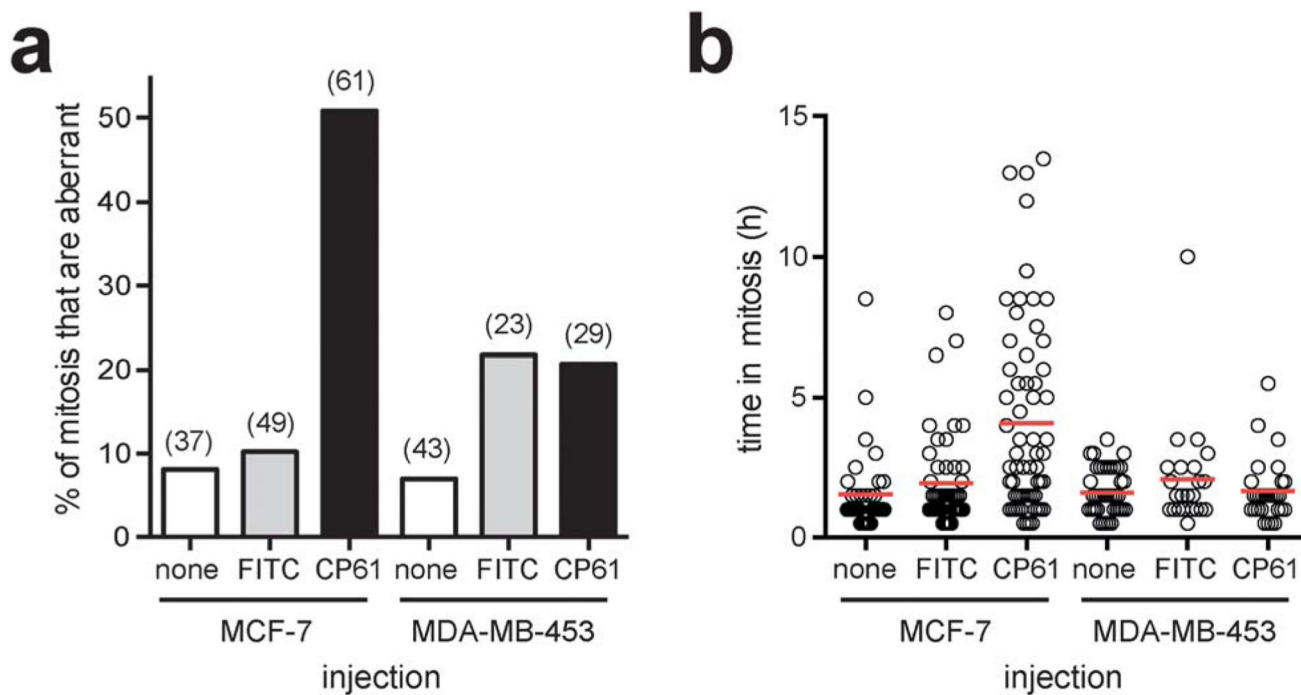 a
% of mitosis that are aberrant
50
40
30
20
10
0
(37)
(49)
(61)
(43)
(23)
(29)
none FITC CP61 none FITC CP61
MCF-7 MDA-MB-453
injection
b
time in mitosis (h)
15
10
5
0
none FITC CP61 none FITC CP61
MCF-7 MDA-MB-453
injection